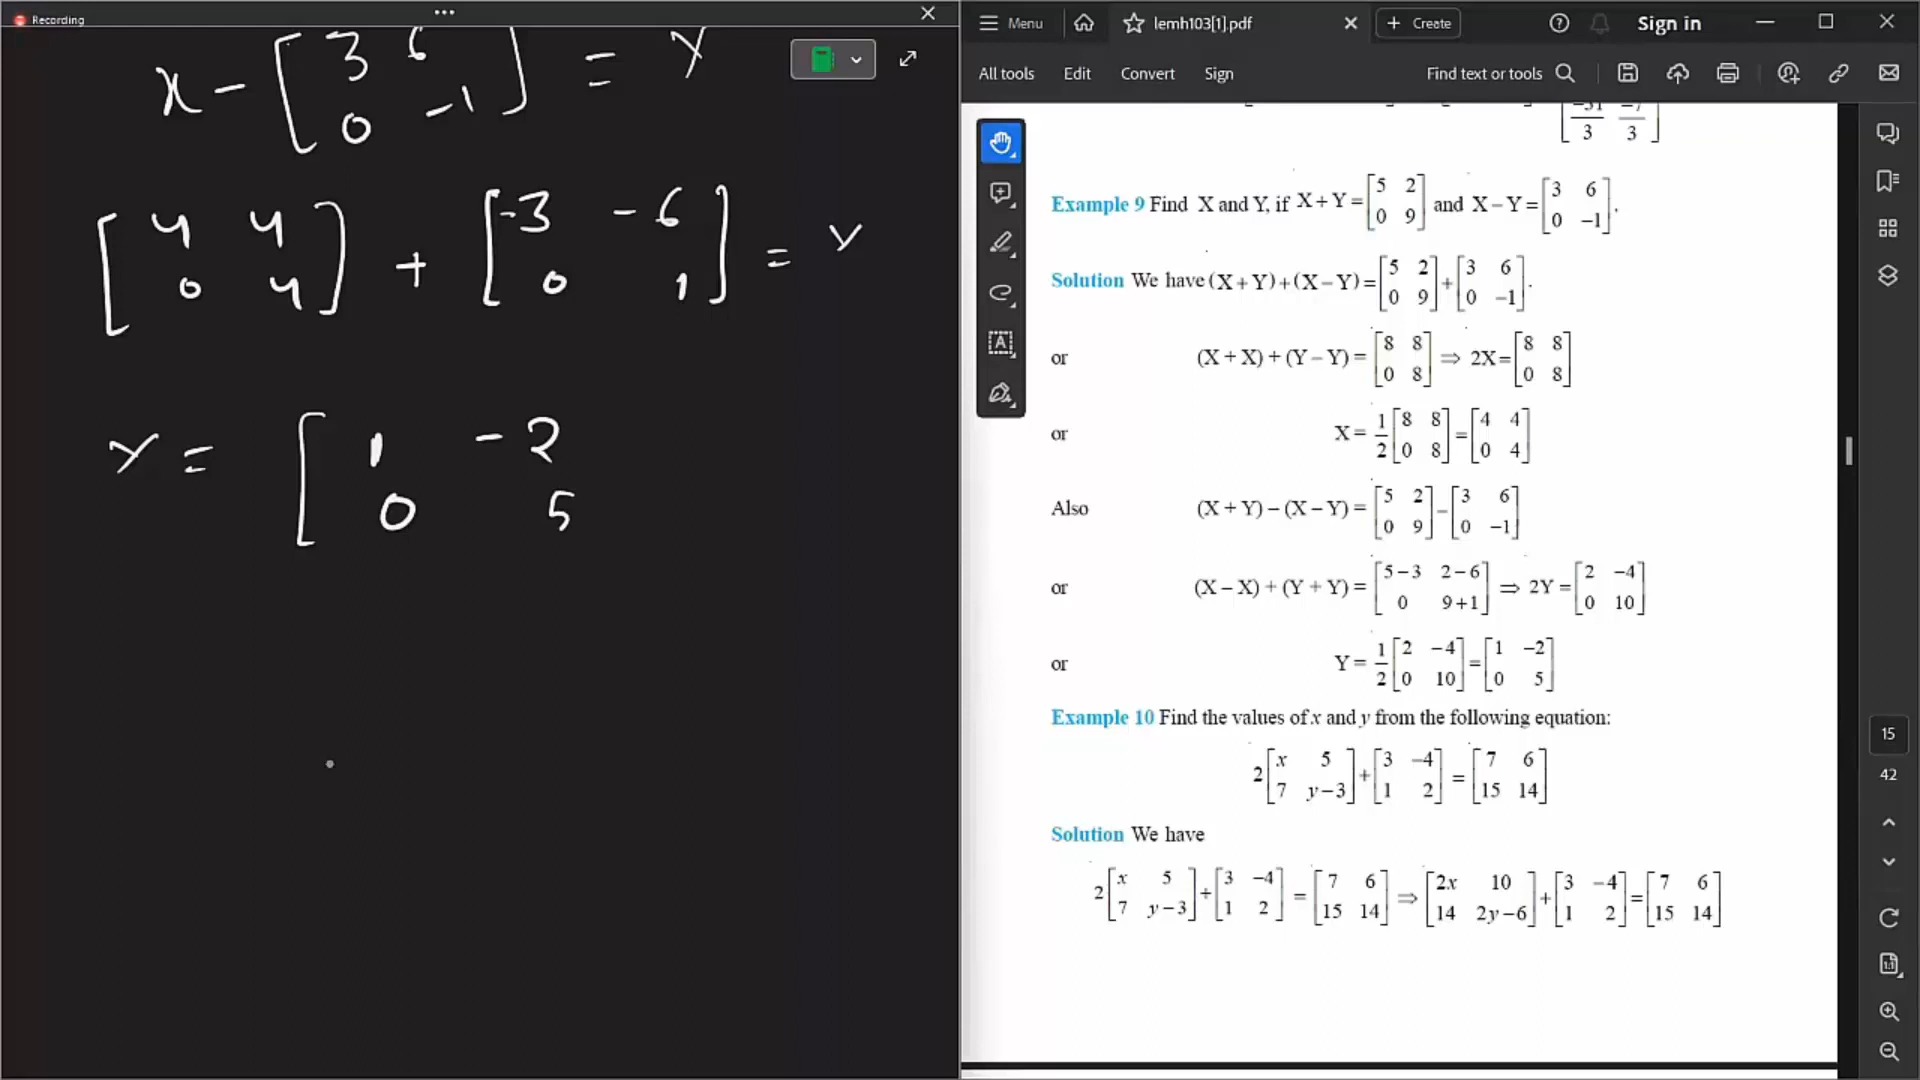 Recording
x - [3 6
0 -1] = Y
[4 4
0 4] + [-3 -6
0 1] = Y
Y = [1 -2
0 5
Menu lemh103[1].pdf + Create Sign in
All tools Edit Convert Sign Find text or tools
-31 -7
3 3
Example 9 Find X and Y, if X + Y = [5 2
0 9] and X – Y = [3 6
0 –1].
Solution We have (X + Y) + (X – Y) = [5 2
0 9] + [3 6
0 –1].
or (X + X) + (Y – Y) = [8 8
0 8] ⇒ 2X = [8 8
0 8]
or X = 1/2 [8 8
0 8] = [4 4
0 4]
Also (X + Y) – (X – Y) = [5 2
0 9] – [3 6
0 –1]
or (X – X) + (Y + Y) = [5–3 2–6
0 9+1] ⇒ 2Y = [2 –4
0 10]
or Y = 1/2 [2 –4
0 10] = [1 –2
0 5]
Example 10 Find the values of x and y from the following equation:
2[x 5
7 y–3] + [3 –4
1 2] = [7 6
15 14]
Solution We have
2[x 5
7 y–3] + [3 –4
1 2] = [7 6
15 14] ⇒ [2x 10
14 2y–6] + [3 –4
1 2] = [7 6
15 14]
15
42